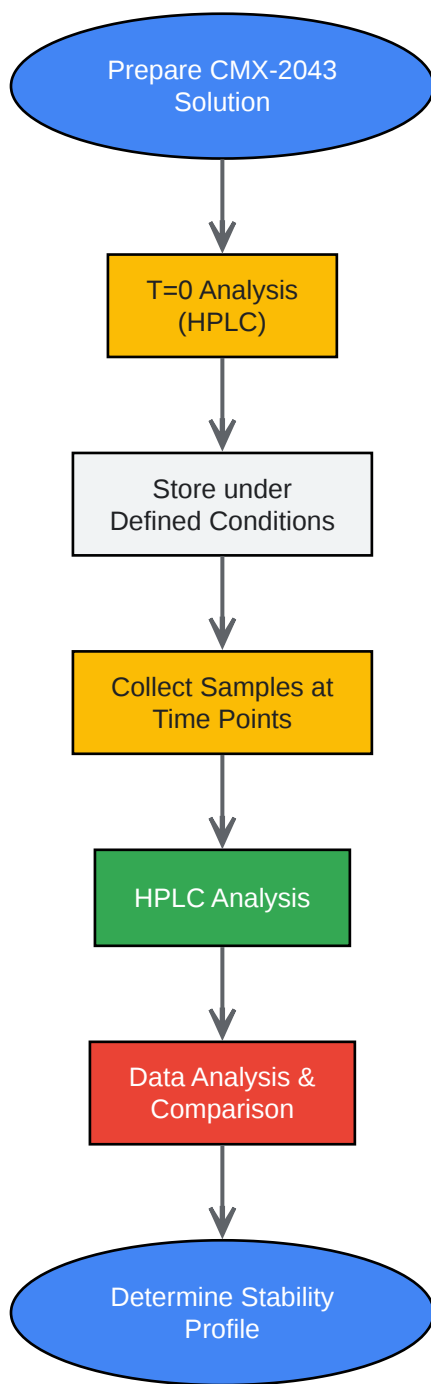 Prepare CMX-2043
Solution
T=0 Analysis
(HPLC)
Store under
Defined Conditions
Collect Samples at
Time Points
HPLC Analysis
Data Analysis &
Comparison
Determine Stability
Profile